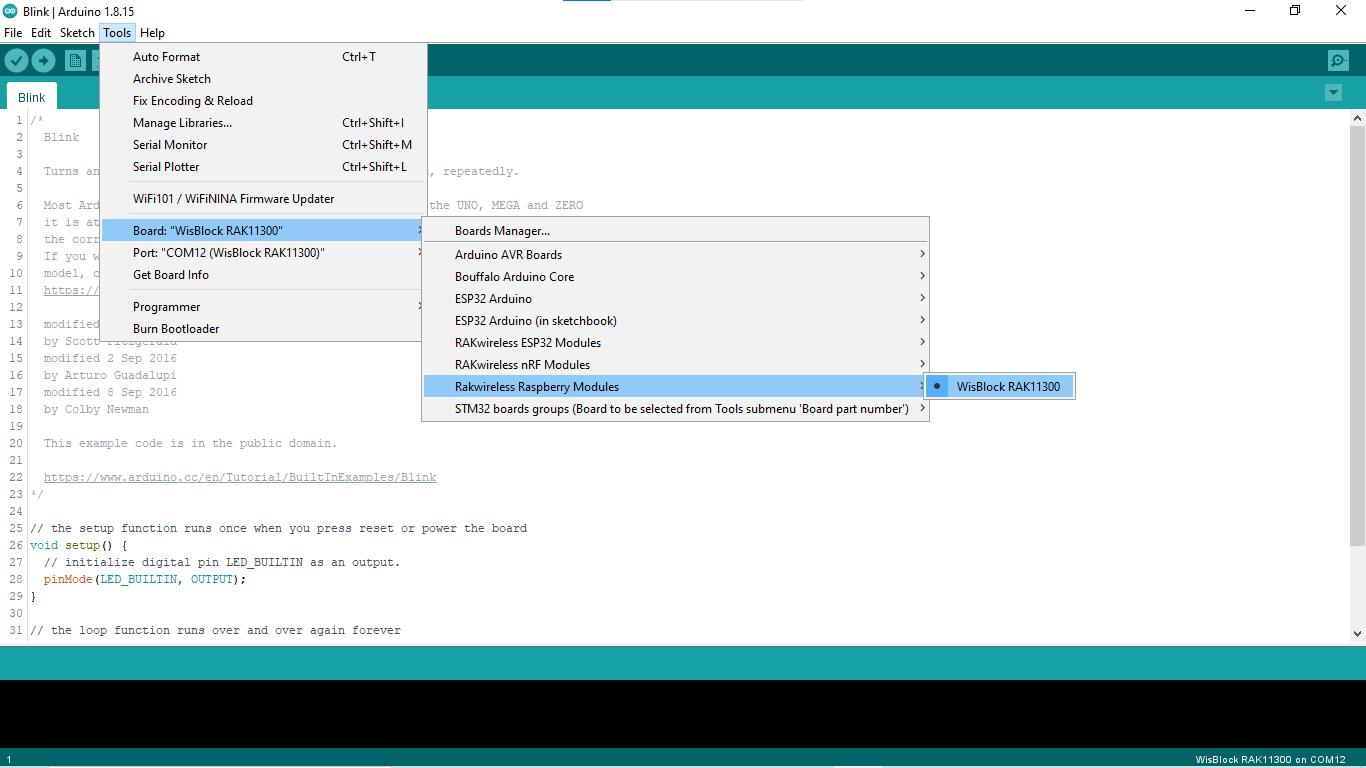 Blink | Arduino 1.8.15
File Edit Sketch Tools Help
Auto Format Ctrl+T
Archive Sketch
Fix Encoding & Reload
Manage Libraries... Ctrl+Shift+I
Serial Monitor Ctrl+Shift+M
Serial Plotter Ctrl+Shift+L
WiFi101 / WiFiNINA Firmware Updater
Board: "WisBlock RAK11300"
Port: "COM12 (WisBlock RAK11300)"
Get Board Info
Programmer
Burn Bootloader
Boards Manager...
Arduino AVR Boards
Bouffalo Arduino Core
ESP32 Arduino
ESP32 Arduino (in sketchbook)
RAKwireless ESP32 Modules
RAKwireless nRF Modules
Rakwireless Raspberry Modules
STM32 boards groups (Board to be selected from Tools submenu 'Board part number')
WisBlock RAK11300
Blink
1 /*
2 Blink
3
4 Turns an , repeatedly.
5
6 Most Ard the UNO, MEGA and ZERO
7 it is at
8 the corr
9 If you w
10 model, c
11 https://
12
13 modified
14 by Scott Fitzgerald
15 modified 2 Sep 2016
16 by Arturo Guadalupi
17 modified 8 Sep 2016
18 by Colby Newman
19
20 This example code is in the public domain.
21
22 https://www.arduino.cc/en/Tutorial/BuiltInExamples/Blink
23 */
24
25 // the setup function runs once when you press reset or power the board
26 void setup() {
27 // initialize digital pin LED_BUILTIN as an output.
28 pinMode(LED_BUILTIN, OUTPUT);
29 }
30
31 // the loop function runs over and over again forever
1 WisBlock RAK11300 on COM12